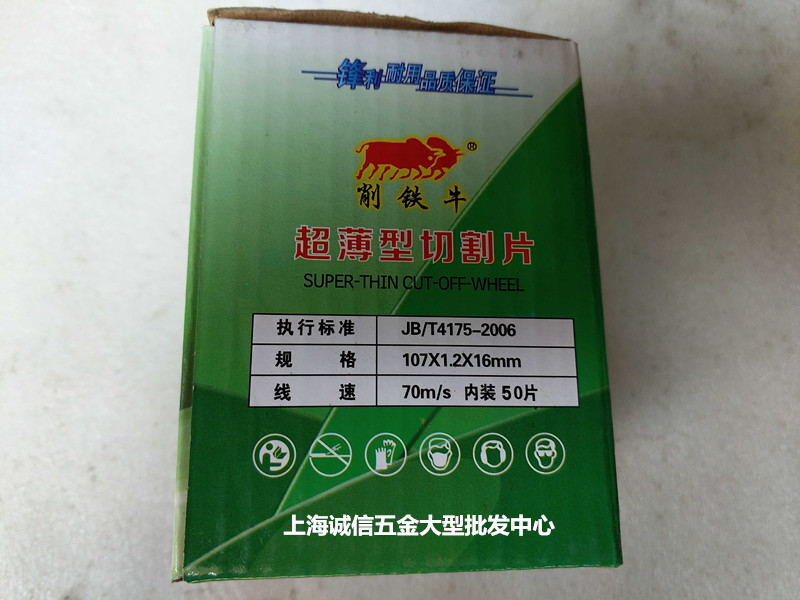 锋利耐用品质保证
®
削铁牛
超薄型切割片
SUPER-THIN CUT-OFF-WHEEL
执行标准 JB/T4175-2006
规 格 107X1.2X16mm
线 速 70m/s 内装50片
上海诚信五金大型批发中心